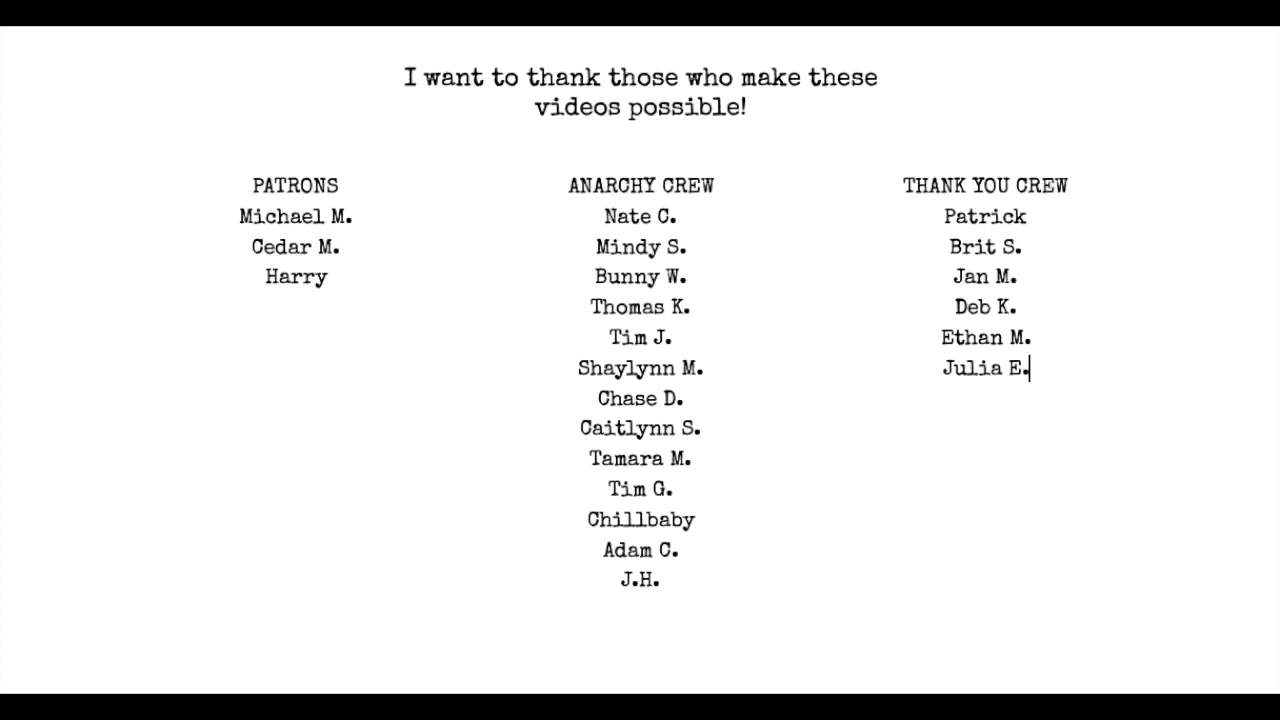 I want to thank those who make these
videos possible!
PATRONS
Michael M.
Cedar M.
Harry
ANARCHY CREW
Nate C.
Mindy S.
Bunny W.
Thomas K.
Tim J.
Shaylynn M.
Chase D.
Caitlynn S.
Tamara M.
Tim G.
Chillbaby
Adam C.
J.H.
THANK YOU CREW
Patrick
Brit S.
Jan M.
Deb K.
Ethan M.
Julia E.